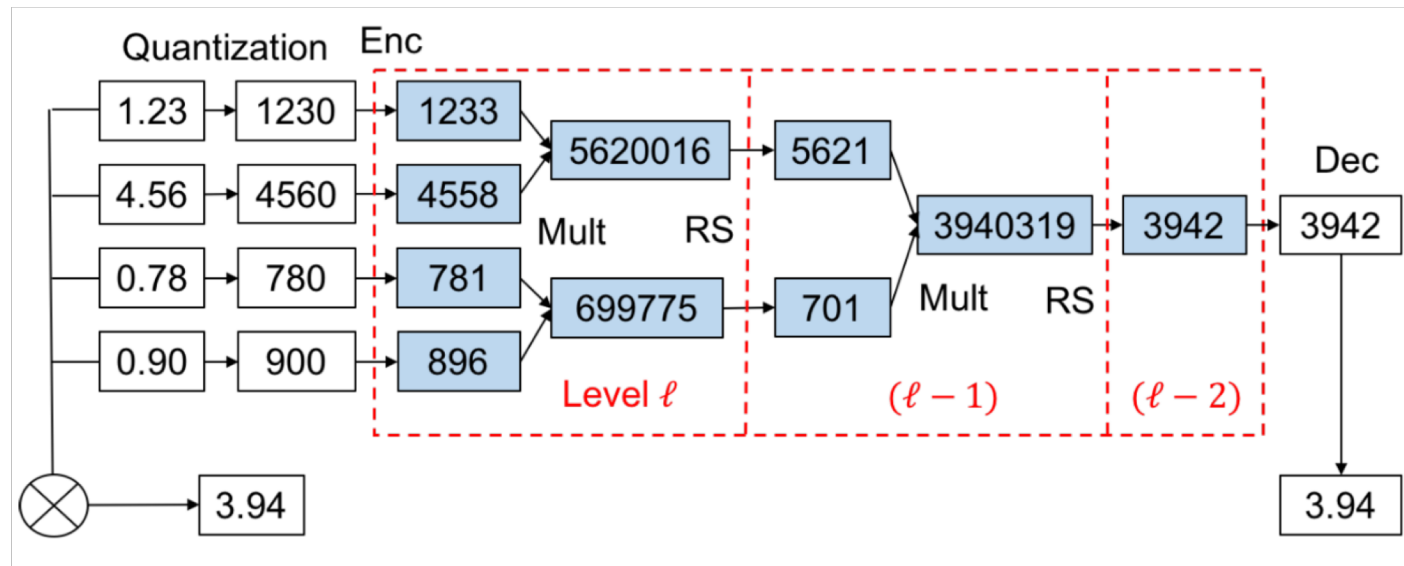 Quantization
Enc
1.23
1230
1233
4.56
4560
4558
0.78
780
781
0.90
900
896
5620016
699775
Mult
RS
Level ℓ
5621
701
3940319
Mult
RS
(ℓ − 1)
3942
(ℓ − 2)
Dec
3942
3.94
3.94